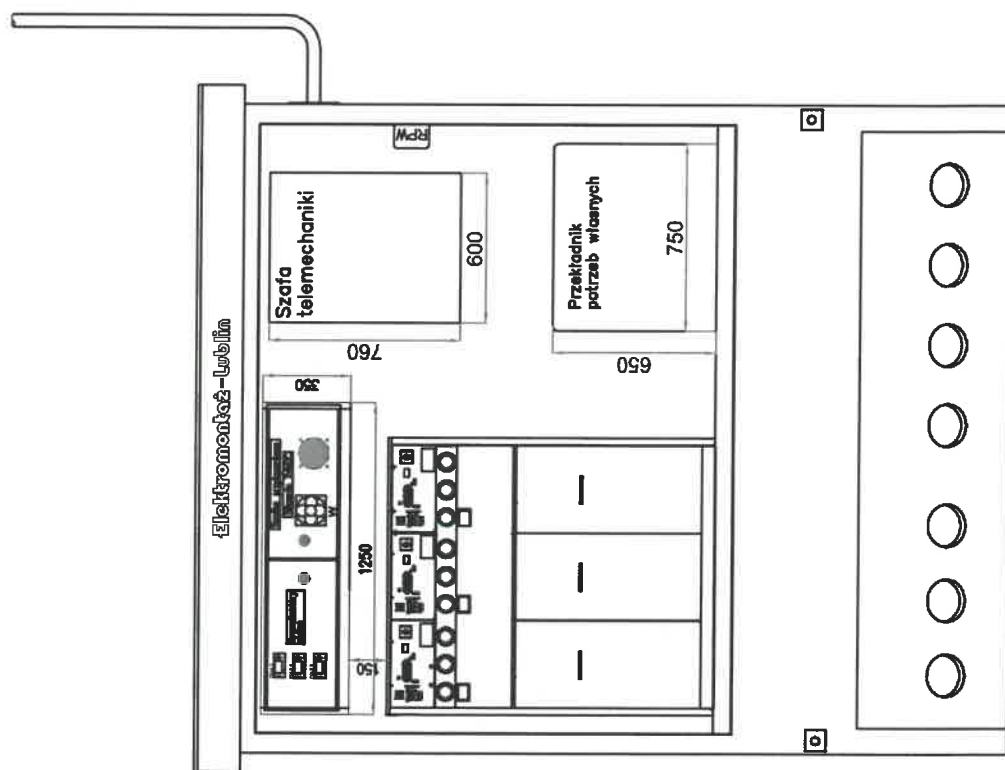 Elektromontaż-Lublin
350
1250
150
W
Szafa
telemechaniki
760
600
RPW
Przekładnik
potrzeb własnych
650
750